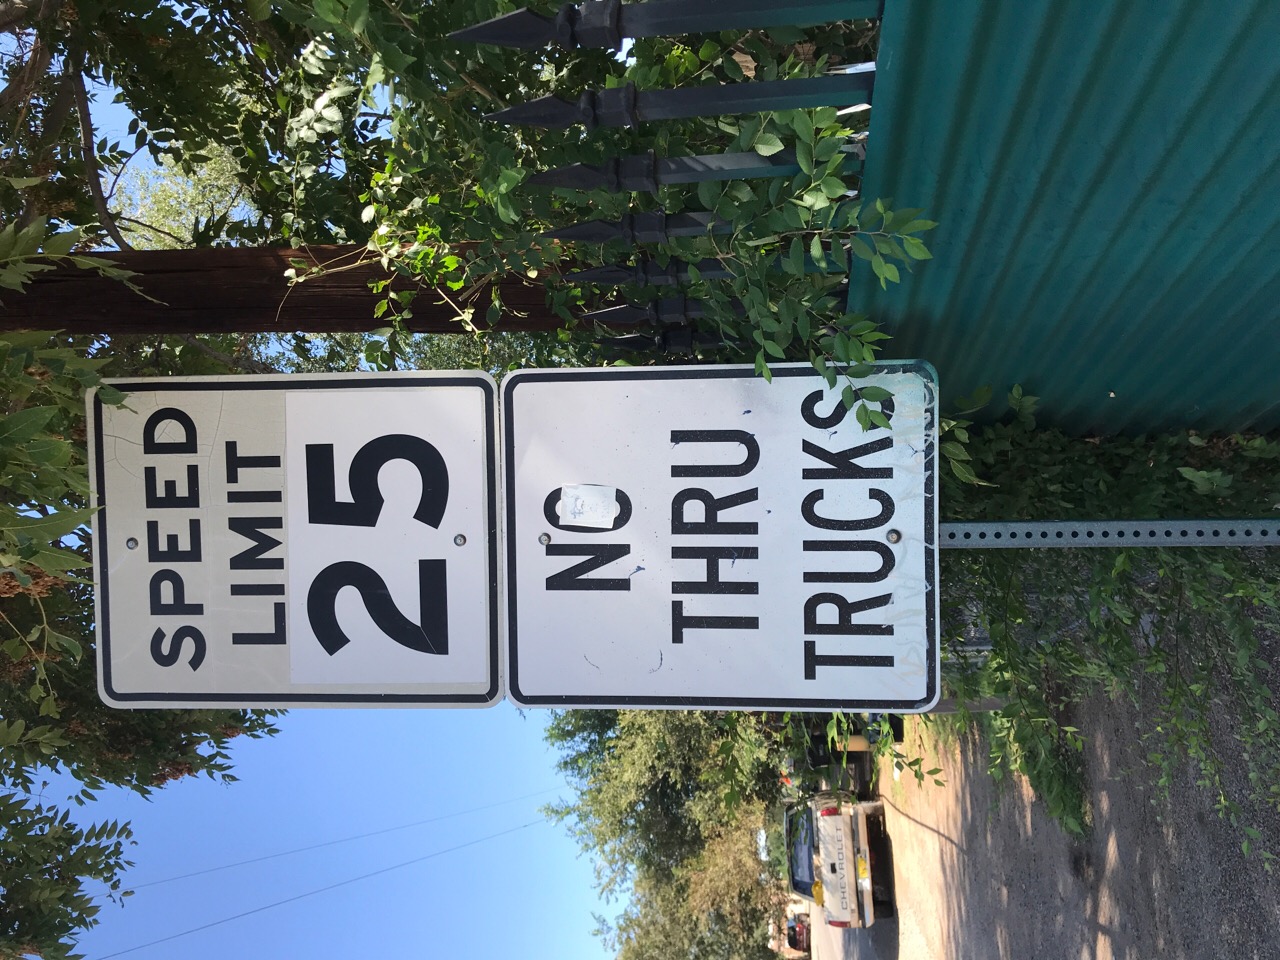 SPEED
LIMIT
25
NO
THRU
TRUCKS
CHEVROLET